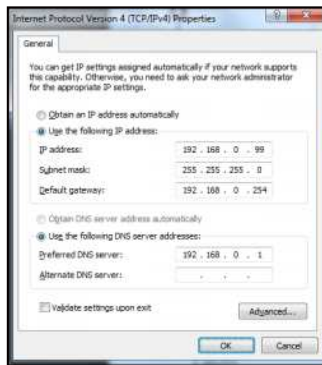 Internet Protocol Version 4 (TCP/IPv4) Properties
General
You can get IP settings assigned automatically if your network supports
this capability. Otherwise, you need to ask your network administrator
for the appropriate IP settings.
Obtain an IP address automatically
Use the following IP address:
IP address: 192 . 168 . 0 . 99
Subnet mask: 255 . 255 . 255 . 0
Default gateway: 192 . 168 . 0 . 254
Obtain DNS server address automatically
Use the following DNS server addresses:
Preferred DNS server: 192 . 168 . 0 . 1
Alternate DNS server: . . .
Validate settings upon exit
Advanced...
OK Cancel